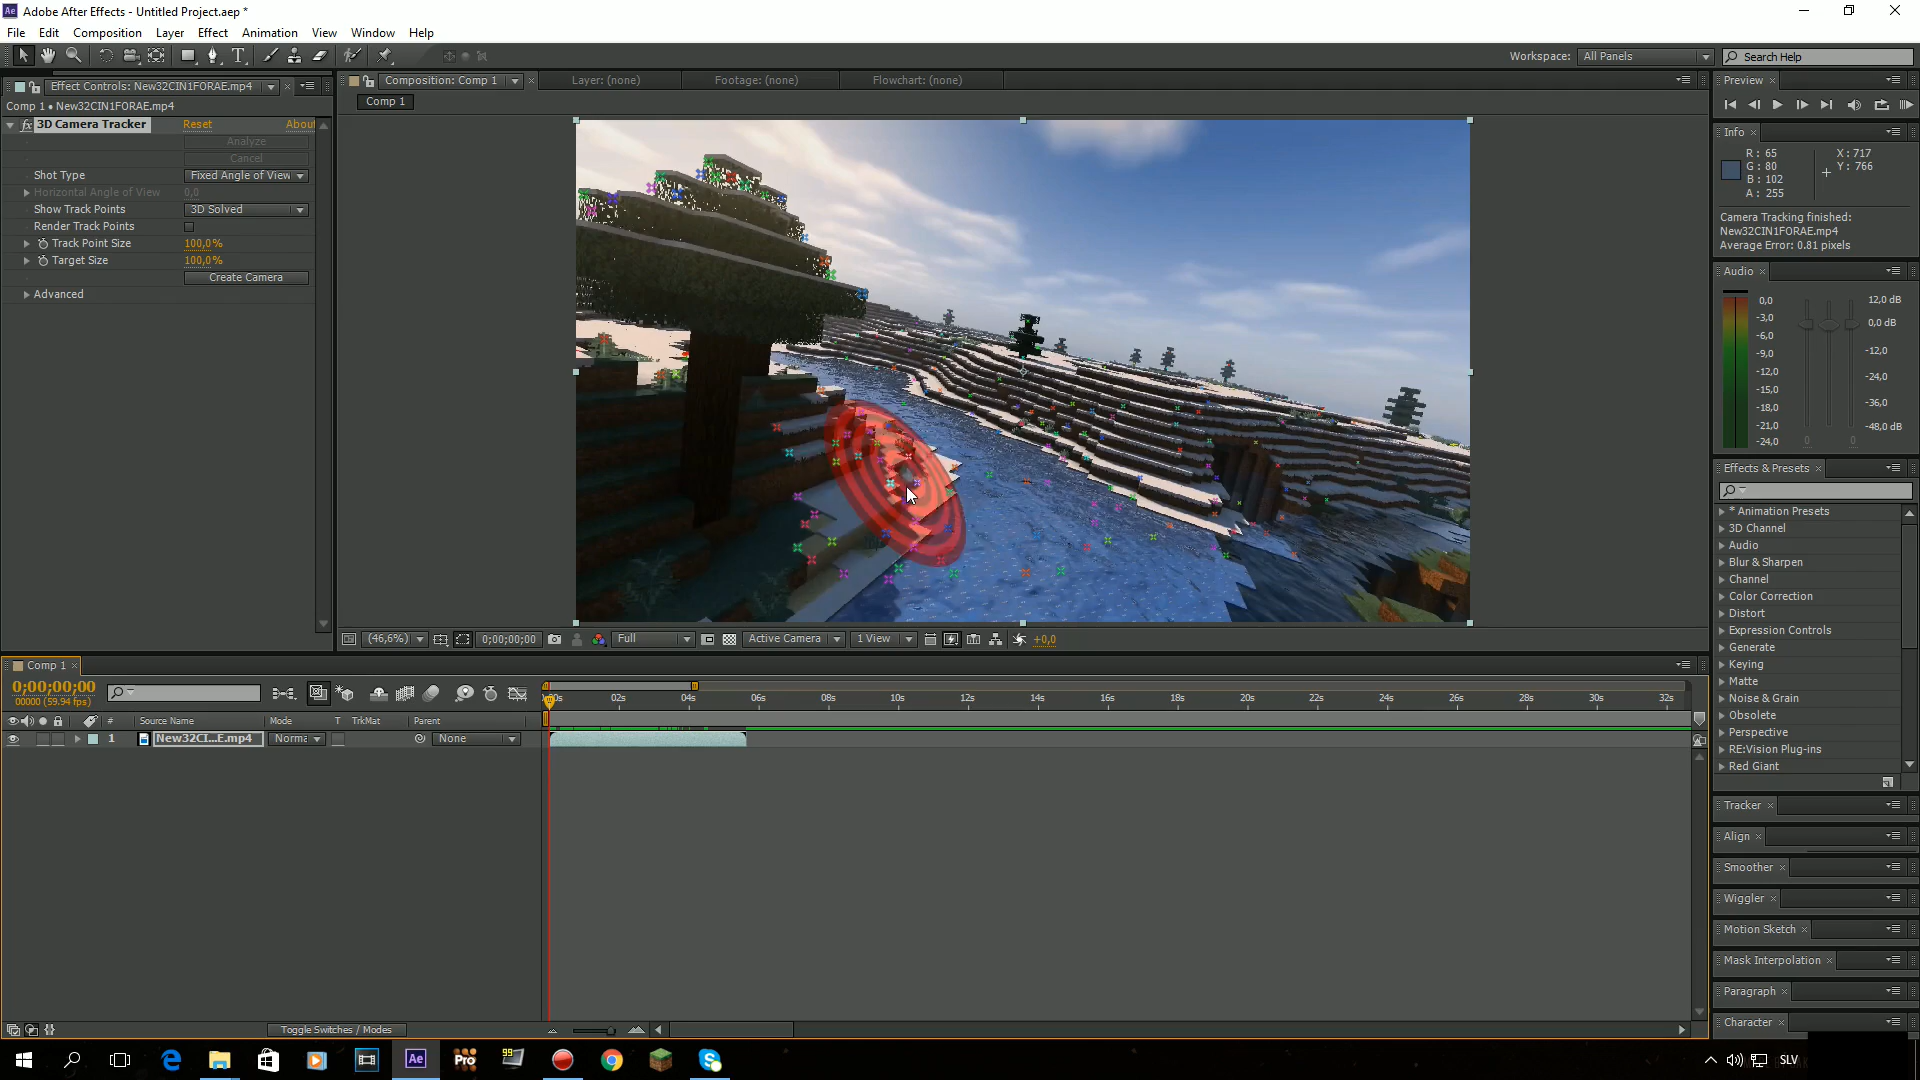 Adobe After Effects - Untitled Project.aep *
File Edit Composition Layer Effect Animation View Window Help
Workspace: All Panels Search Help
Effect Controls: New32CIN1FORAE.mp4
Comp 1 • New32CIN1FORAE.mp4
3D Camera Tracker Reset About
Analyze
Cancel
Shot Type Fixed Angle of View
Horizontal Angle of View 0,0
Show Track Points 3D Solved
Render Track Points
Track Point Size 100,0%
Target Size 100,0%
Create Camera
Advanced
Composition: Comp 1 Layer: (none) Footage: (none) Flowchart: (none)
Comp 1
(46,6%) 0;00;00;00 Full Active Camera 1 View +0,0
Preview
Info
R: 65
G: 80
B: 102
A: 255
X: 717
Y: 766
Camera Tracking finished:
New32CIN1FORAE.mp4
Average Error: 0.81 pixels
Audio
0,0
-3,0
-6,0
-9,0
-12,0
-15,0
-18,0
-21,0
-24,0
0 0
12,0 dB
0,0 dB
-12,0
-24,0
-36,0
-48,0 dB
Effects & Presets
* Animation Presets
3D Channel
Audio
Blur & Sharpen
Channel
Color Correction
Distort
Expression Controls
Generate
Keying
Matte
Noise & Grain
Obsolete
Perspective
RE:Vision Plug-ins
Red Giant
Tracker
Align
Smoother
Wiggler
Motion Sketch
Mask Interpolation
Paragraph
Character
Comp 1
0;00;00;00
00000 (59.94 fps)
# Source Name Mode T TrkMat Parent
1 New32CI...E.mp4 Norma None
00s 02s 04s 06s 08s 10s 12s 14s 16s 18s 20s 22s 24s 26s 28s 30s 32s
Toggle Switches / Modes
Ae Pro 99 SLV